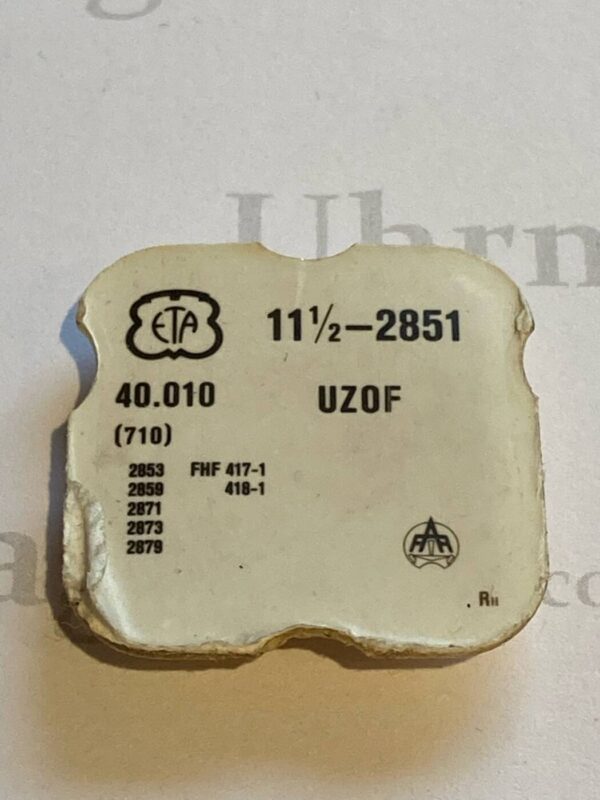 Uhrn
ETA
11½–2851
40.010
UZOF
(710)
2853 FHF 417-1
2859 418-1
2871
2873
2879
R
co